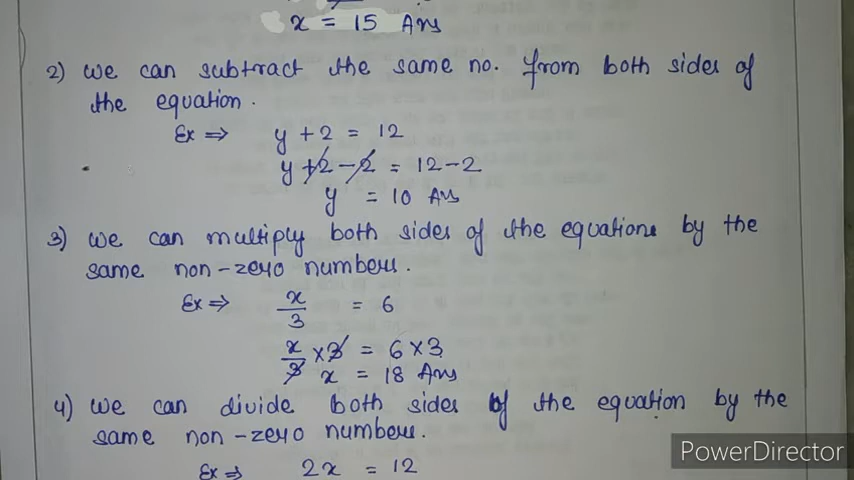 x = 15 Ans
2) We can subtract the same no. from both sides of
the equation.
Ex ⇒ y + 2 = 12
y + 2 - 2 = 12 - 2
y = 10 Ans
3) We can multiply both sides of the equations by the
same non-zero numbers.
Ex ⇒ x/3 = 6
x/3 × 3 = 6 × 3
x = 18 Ans
4) We can divide both sides of the equation by the
same non-zero numbers.
Ex ⇒ 2x = 12
PowerDirector